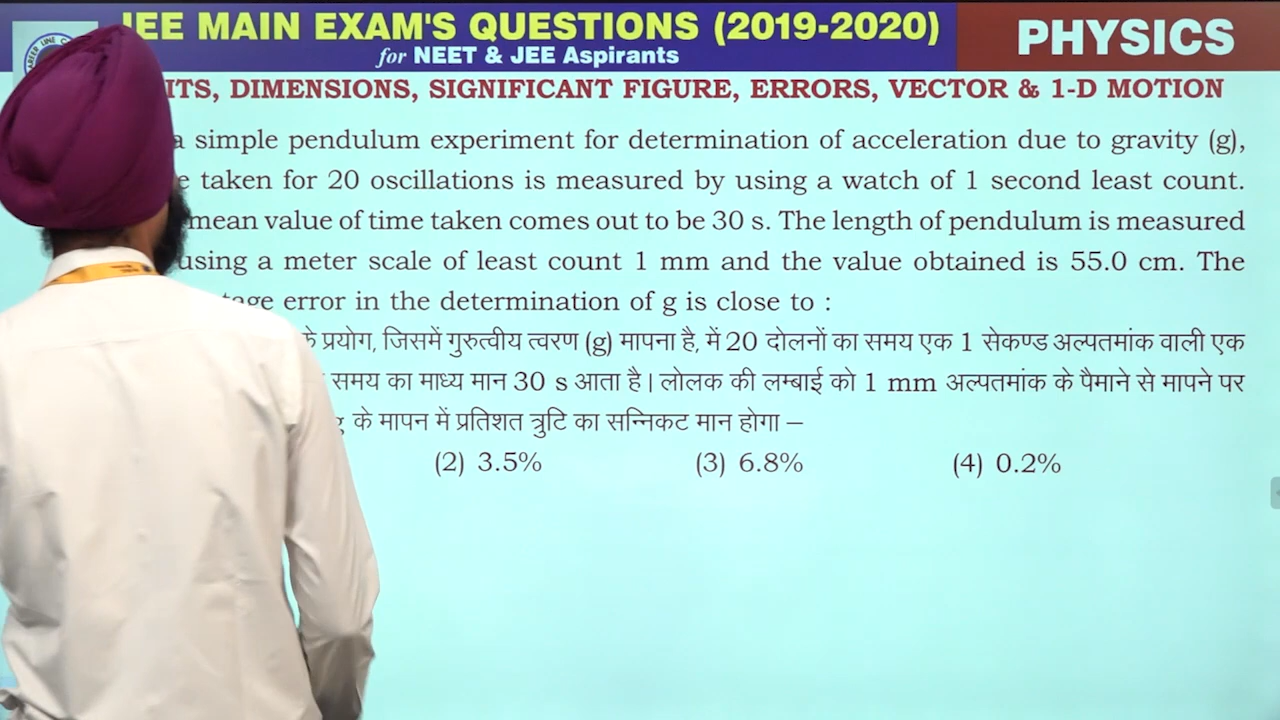 EE MAIN EXAM'S QUESTIONS (2019-2020)
for NEET & JEE Aspirants
PHYSICS
ITS, DIMENSIONS, SIGNIFICANT FIGURE, ERRORS, VECTOR & 1-D MOTION
a simple pendulum experiment for determination of acceleration due to gravity (g),
e taken for 20 oscillations is measured by using a watch of 1 second least count.
mean value of time taken comes out to be 30 s. The length of pendulum is measured
using a meter scale of least count 1 mm and the value obtained is 55.0 cm. The
tage error in the determination of g is close to :
के प्रयोग, जिसमें गुरुत्वीय त्वरण (g) मापना है, में 20 दोलनों का समय एक 1 सेकण्ड अल्पतमांक वाली एक
समय का माध्य मान 30 s आता है। लोलक की लम्बाई को 1 mm अल्पतमांक के पैमाने से मापने पर
g के मापन में प्रतिशत त्रुटि का सन्निकट मान होगा –
(2) 3.5% (3) 6.8% (4) 0.2%